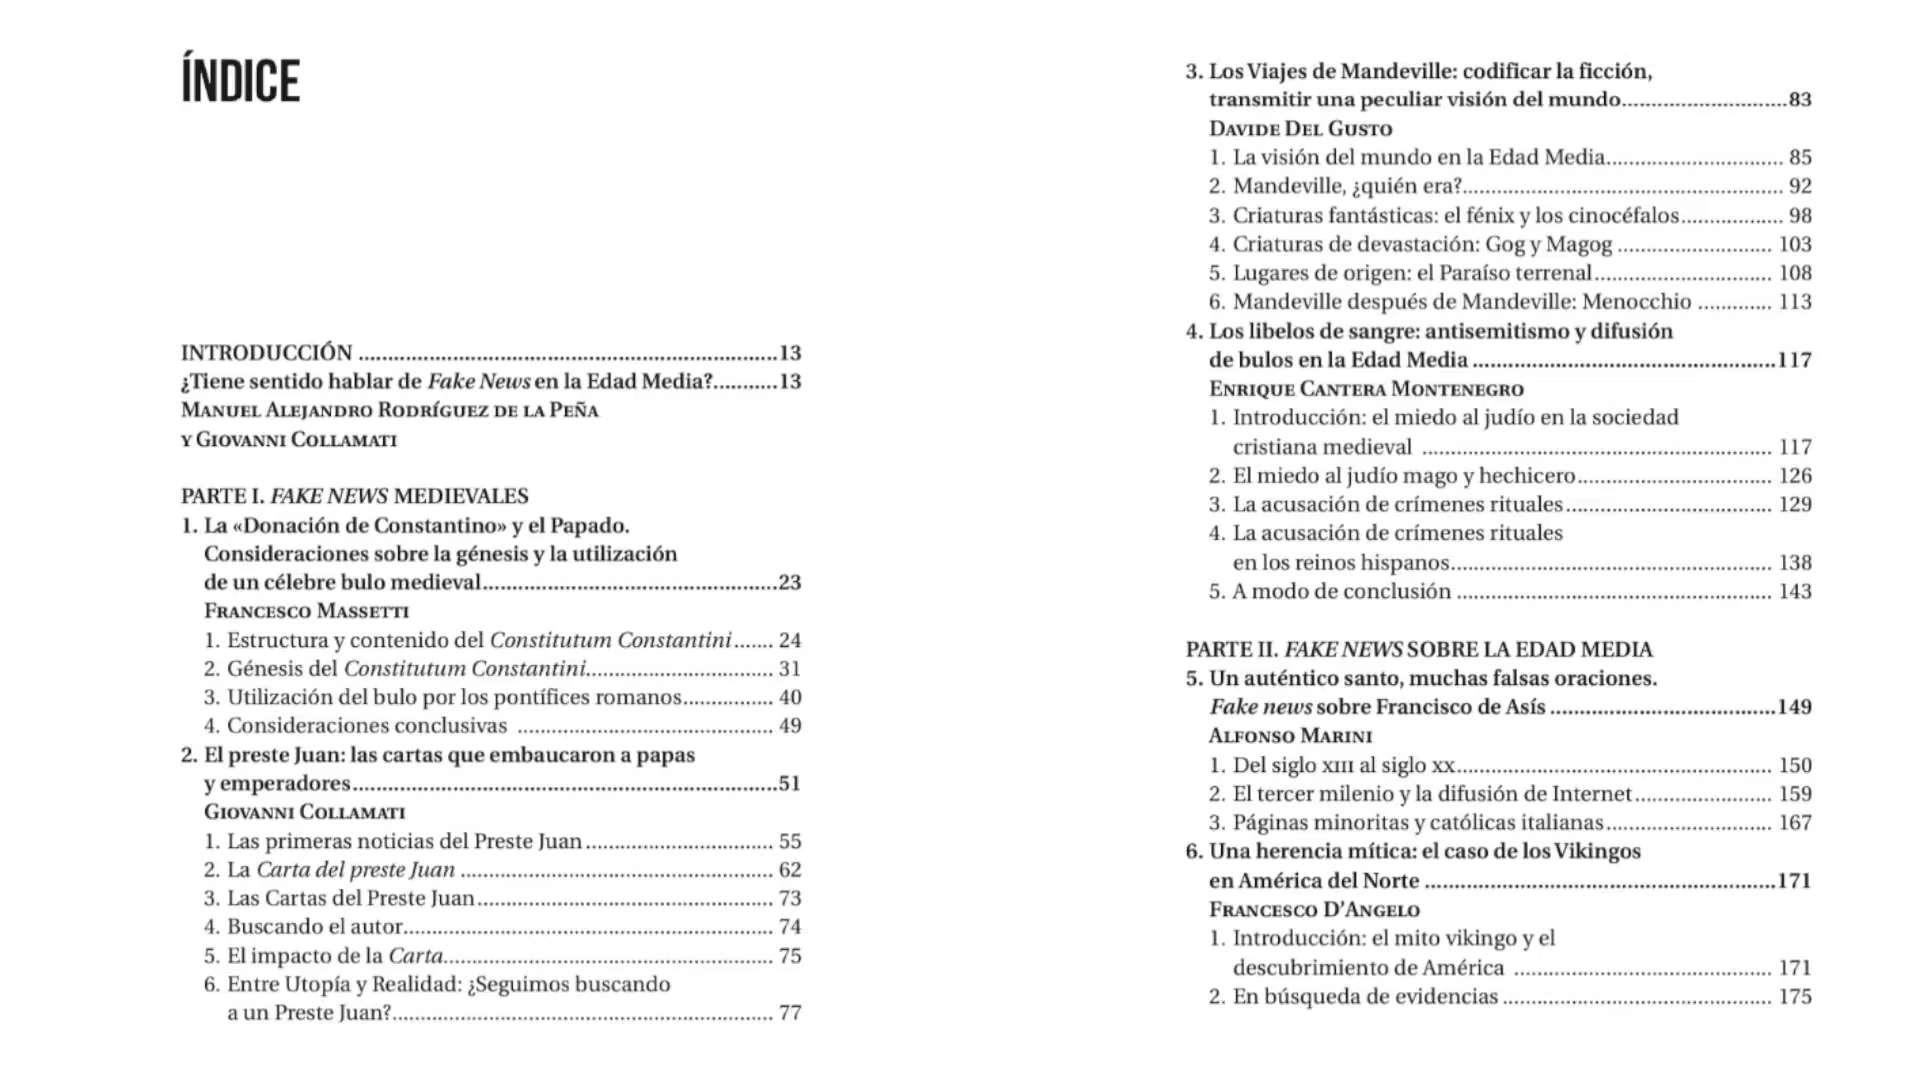 ÍNDICE
INTRODUCCIÓN ........................................................................13
¿Tiene sentido hablar de Fake News en la Edad Media?...........13
Manuel Alejandro Rodríguez de la Peña
y Giovanni Collamati
PARTE I. FAKE NEWS MEDIEVALES
1. La «Donación de Constantino» y el Papado.
Consideraciones sobre la génesis y la utilización
de un célebre bulo medieval..................................................23
Francesco Massetti
1. Estructura y contenido del Constitutum Constantini....... 24
2. Génesis del Constitutum Constantini................................ 31
3. Utilización del bulo por los pontífices romanos................ 40
4. Consideraciones conclusivas ............................................ 49
2. El preste Juan: las cartas que embaucaron a papas
y emperadores.........................................................................51
Giovanni Collamati
1. Las primeras noticias del Preste Juan................................ 55
2. La Carta del preste Juan ..................................................... 62
3. Las Cartas del Preste Juan................................................... 73
4. Buscando el autor................................................................ 74
5. El impacto de la Carta......................................................... 75
6. Entre Utopía y Realidad: ¿Seguimos buscando
a un Preste Juan?.................................................................. 77
3. Los Viajes de Mandeville: codificar la ficción,
transmitir una peculiar visión del mundo............................83
Davide Del Gusto
1. La visión del mundo en la Edad Media.............................. 85
2. Mandeville, ¿quién era?...................................................... 92
3. Criaturas fantásticas: el fénix y los cinocéfalos................. 98
4. Criaturas de devastación: Gog y Magog .......................... 103
5. Lugares de origen: el Paraíso terrenal.............................. 108
6. Mandeville después de Mandeville: Menocchio ............ 113
4. Los libelos de sangre: antisemitismo y difusión
de bulos en la Edad Media ....................................................117
Enrique Cantera Montenegro
1. Introducción: el miedo al judío en la sociedad
cristiana medieval ........................................................... 117
2. El miedo al judío mago y hechicero................................. 126
3. La acusación de crímenes rituales................................... 129
4. La acusación de crímenes rituales
en los reinos hispanos...................................................... 138
5. A modo de conclusión ..................................................... 143
PARTE II. FAKE NEWS SOBRE LA EDAD MEDIA
5. Un auténtico santo, muchas falsas oraciones.
Fake news sobre Francisco de Asís ......................................149
Alfonso Marini
1. Del siglo xiii al siglo xx..................................................... 150
2. El tercer milenio y la difusión de Internet....................... 159
3. Páginas minoritas y católicas italianas............................ 167
6. Una herencia mítica: el caso de los Vikingos
en América del Norte ............................................................171
Francesco D’Angelo
1. Introducción: el mito vikingo y el
descubrimiento de América ........................................... 171
2. En búsqueda de evidencias ............................................. 175